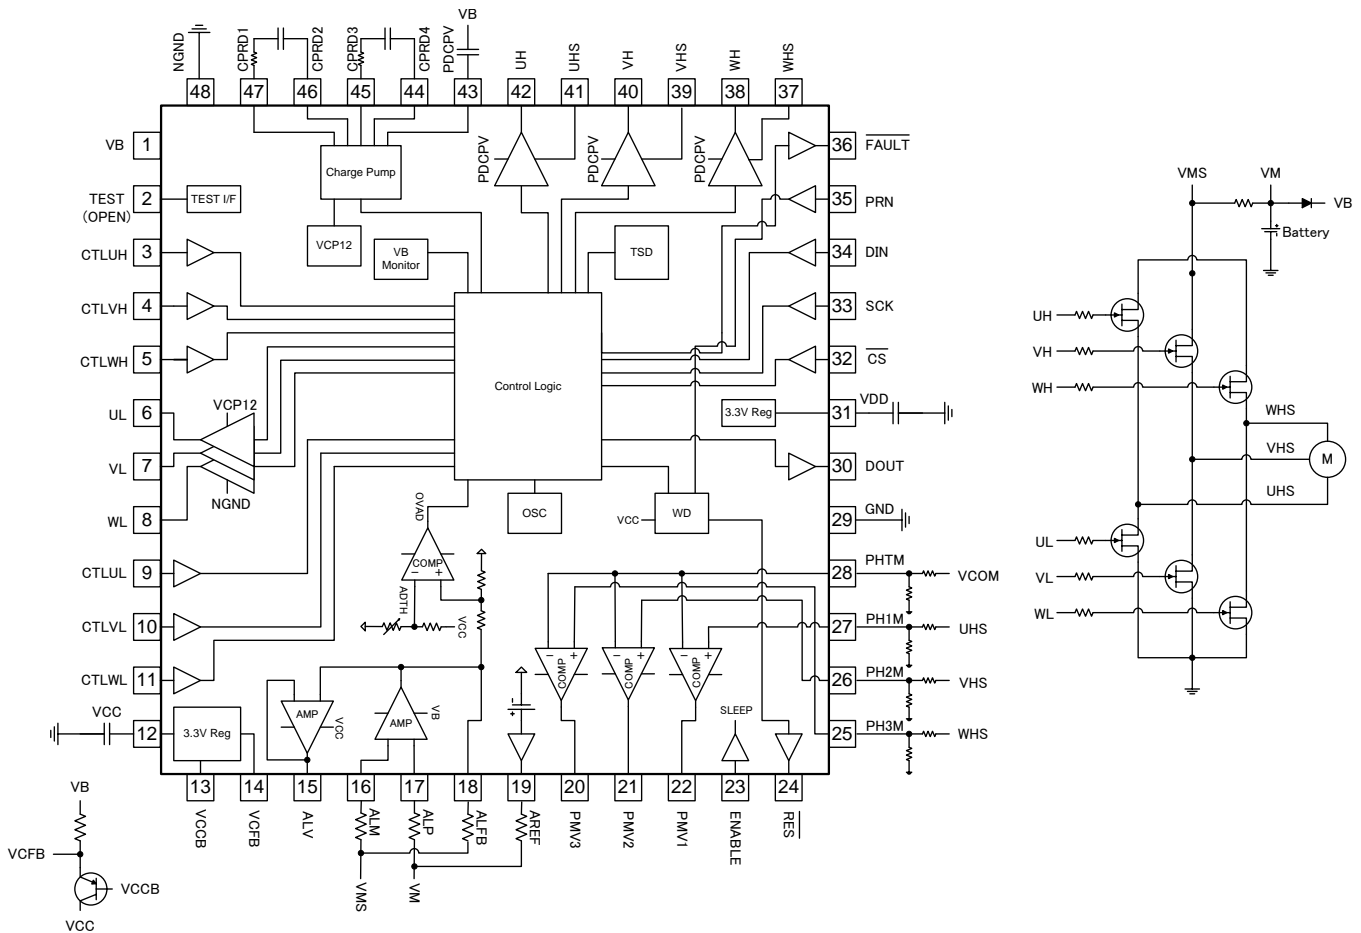 NGND
CPRD1
CPRD2
CPRD3
CPRD4
PDCPV
VB
UH
UHS
VH
VHS
WH
WHS
48
47
46
45
44
43
42
41
40
39
38
37
VB 1
TEST 2
(OPEN)
CTLUH 3
CTLVH 4
CTLWH 5
UL 6
VL 7
WL 8
CTLUL 9
CTLVL 10
CTLWL 11
VCC
12
TEST I/F
Charge Pump
VCP12
VB
Monitor
PDCPV
PDCPV
PDCPV
TSD
Control Logic
VCP12
NGND
3.3V Reg
OSC
VCC
WD
OVAD
COMP
− +
ADTH
VCC
− +
COMP
− +
COMP
− +
COMP
3.3V Reg
AMP
VCC
AMP
VB
-
+
SLEEP
36 FAULT
35 PRN
34 DIN
33 SCK
32 CS
31 VDD
30 DOUT
29 GND
28 PHTM
VCOM
27 PH1M
UHS
26 PH2M
VHS
25 PH3M
WHS
13
14
15
16
17
18
19
20
21
22
23
24
VCCB
VCFB
ALV
ALM
ALP
ALFB
AREF
PMV3
PMV2
PMV1
ENABLE
RES
VMS
VM
VB
VCFB
VCCB
VCC
VMS
VM
VB
+
Battery
UH
VH
WH
WHS
VHS
UHS
M
UL
VL
WL